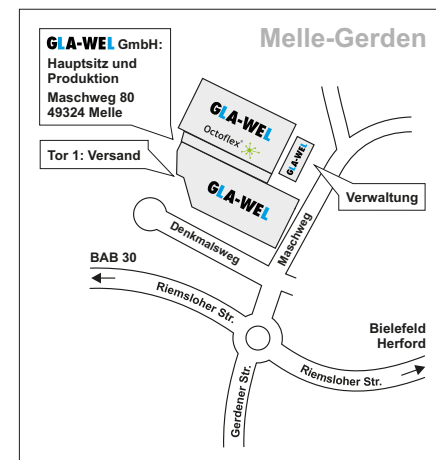 Melle-Gerden
GLA-WEL GmbH:
Hauptsitz und
Produktion
Maschweg 80
49324 Melle
GLA-WEL
Octoflex®
GLA-WEL
Tor 1: Versand
GLA-WEL
Verwaltung
Denkmalsweg
Maschweg
BAB 30
Riemsloher Str.
Bielefeld
Herford
Riemsloher Str.
Gerdener Str.